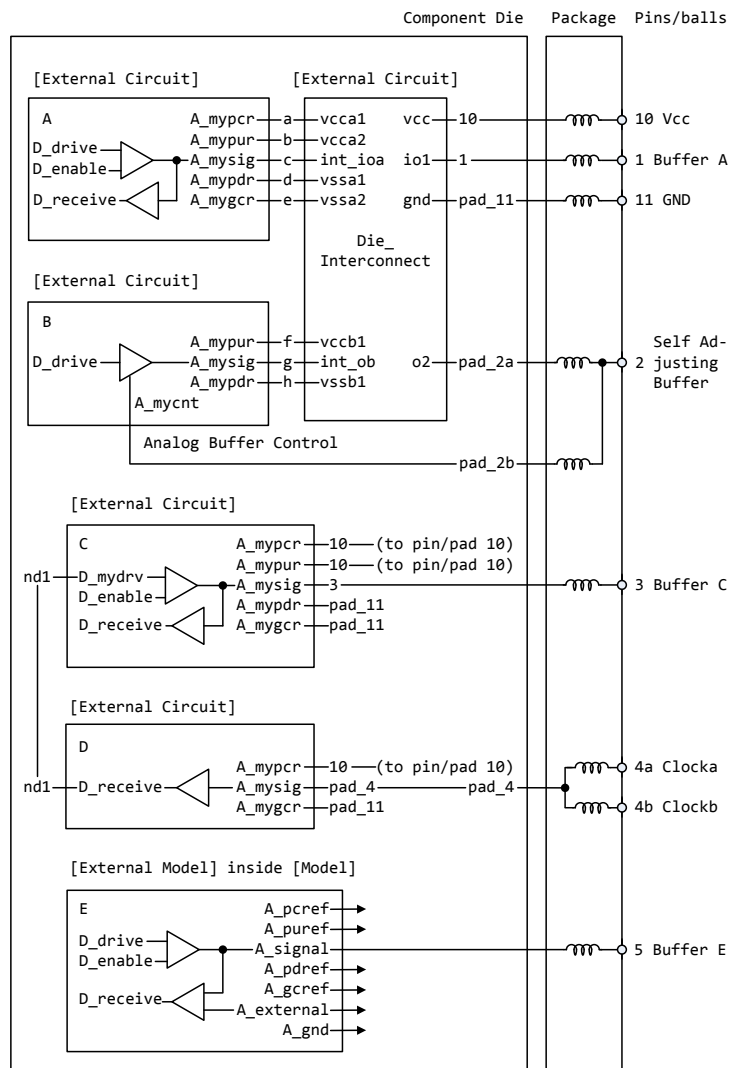 Component Die Package Pins/balls
[External Circuit] [External Circuit]
A A_mypcr a vcca1 vcc 10 10 Vcc
D_drive A_mypur b vcca2
D_enable A_mysig c int_ioa io1 1 1 Buffer A
A_mypdr d vssa1
D_receive A_mygcr e vssa2 gnd pad_11 11 GND
Die_
Interconnect
[External Circuit]
B
A_mypur f vccb1
D_drive A_mysig g int_ob o2 pad_2a 2 Self Ad-
justing
Buffer
A_mypdr h vssb1
A_mycnt
Analog Buffer Control
pad_2b
[External Circuit]
C A_mypcr 10 (to pin/pad 10)
A_mypur 10 (to pin/pad 10)
nd1 D_mydrv A_mysig 3 3 Buffer C
D_enable A_mypdr pad_11
D_receive A_mygcr pad_11
[External Circuit]
D
A_mypcr 10 (to pin/pad 10) 4a Clocka
nd1 D_receive A_mysig pad_4 pad_4
A_mygcr pad_11 4b Clockb
[External Model] inside [Model]
E A_pcref
A_puref
D_drive A_signal 5 Buffer E
D_enable A_pdref
A_gcref
D_receive A_external
A_gnd